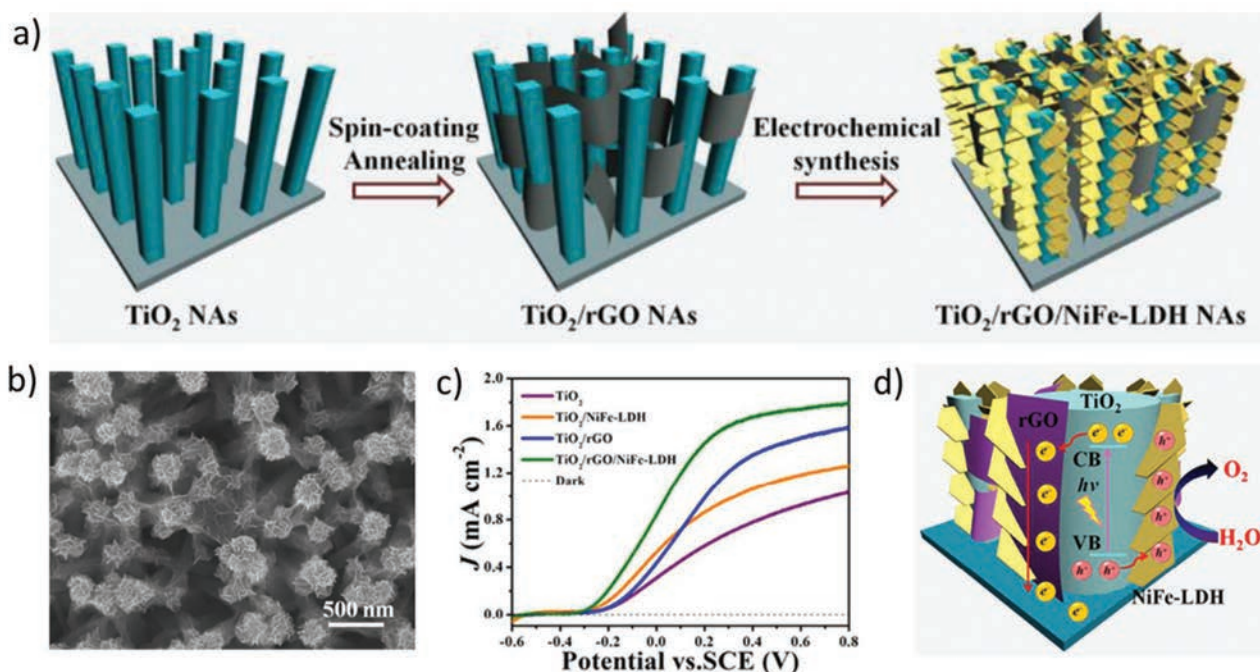 a)
Spin-coating
Annealing
Electrochemical
synthesis
TiO₂ NAs
TiO₂/rGO NAs
TiO₂/rGO/NiFe-LDH NAs
b)
500 nm
c)
2.0
1.6
1.2
0.8
0.4
0.0
J (mA cm⁻²)
TiO₂
TiO₂/NiFe-LDH
TiO₂/rGO
TiO₂/rGO/NiFe-LDH
Dark
-0.6 -0.4 -0.2 0.0 0.2 0.4 0.6 0.8
Potential vs.SCE (V)
d)
TiO₂
rGO
e⁻ e⁻ e⁻
CB
h⁺
e⁻
hν
h⁺
O₂
e⁻
VB
h⁺
H₂O
h⁺ h⁺ h⁺
e⁻ e⁻
NiFe-LDH